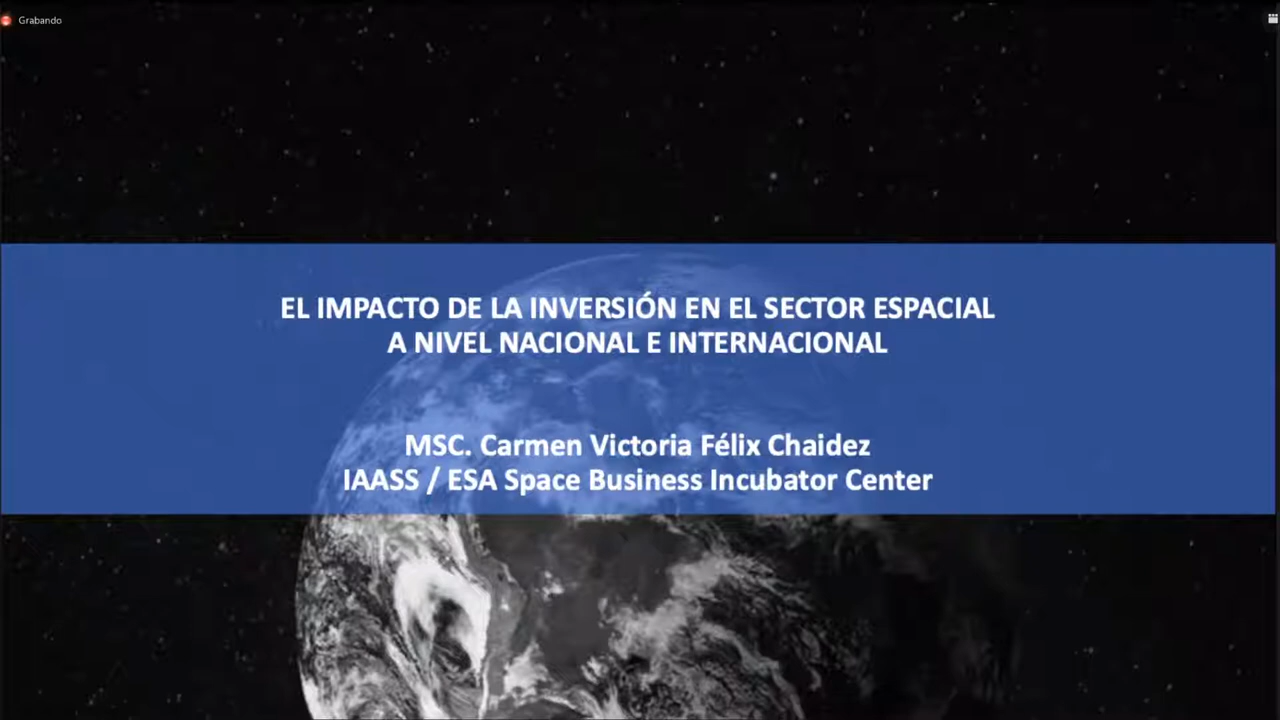 Grabando
EL IMPACTO DE LA INVERSIÓN EN EL SECTOR ESPACIAL
A NIVEL NACIONAL E INTERNACIONAL
MSC. Carmen Victoria Félix Chaidez
IAASS / ESA Space Business Incubator Center